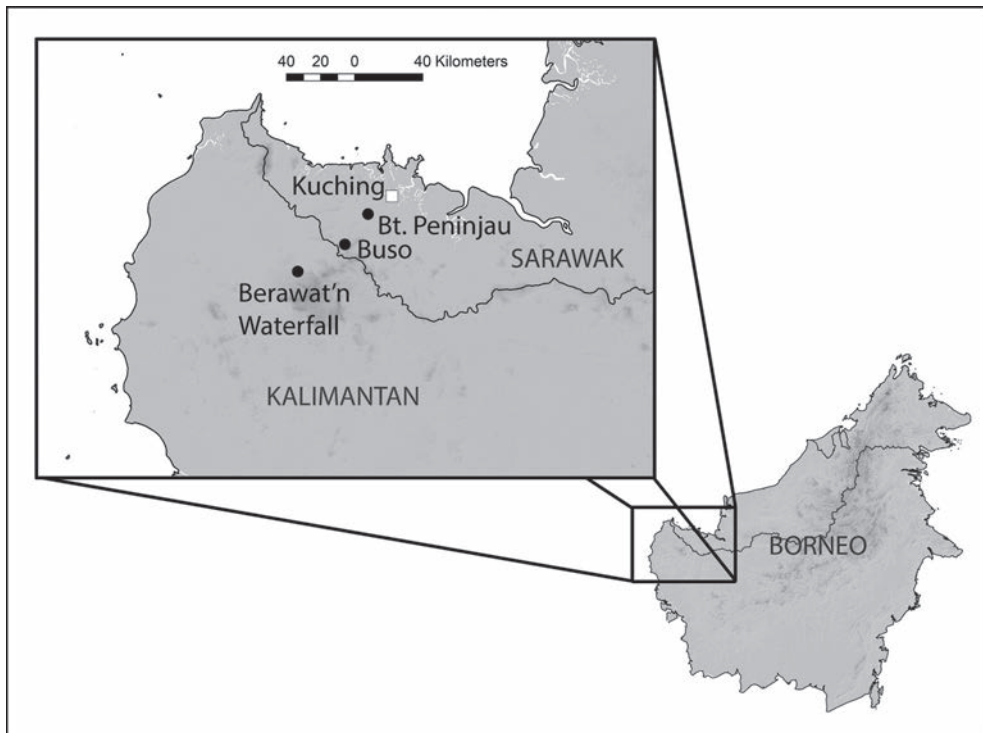 40 20 0 40 Kilometers
Kuching
Bt. Peninjau
Buso
SARAWAK
Berawat'n
Waterfall
KALIMANTAN
BORNEO